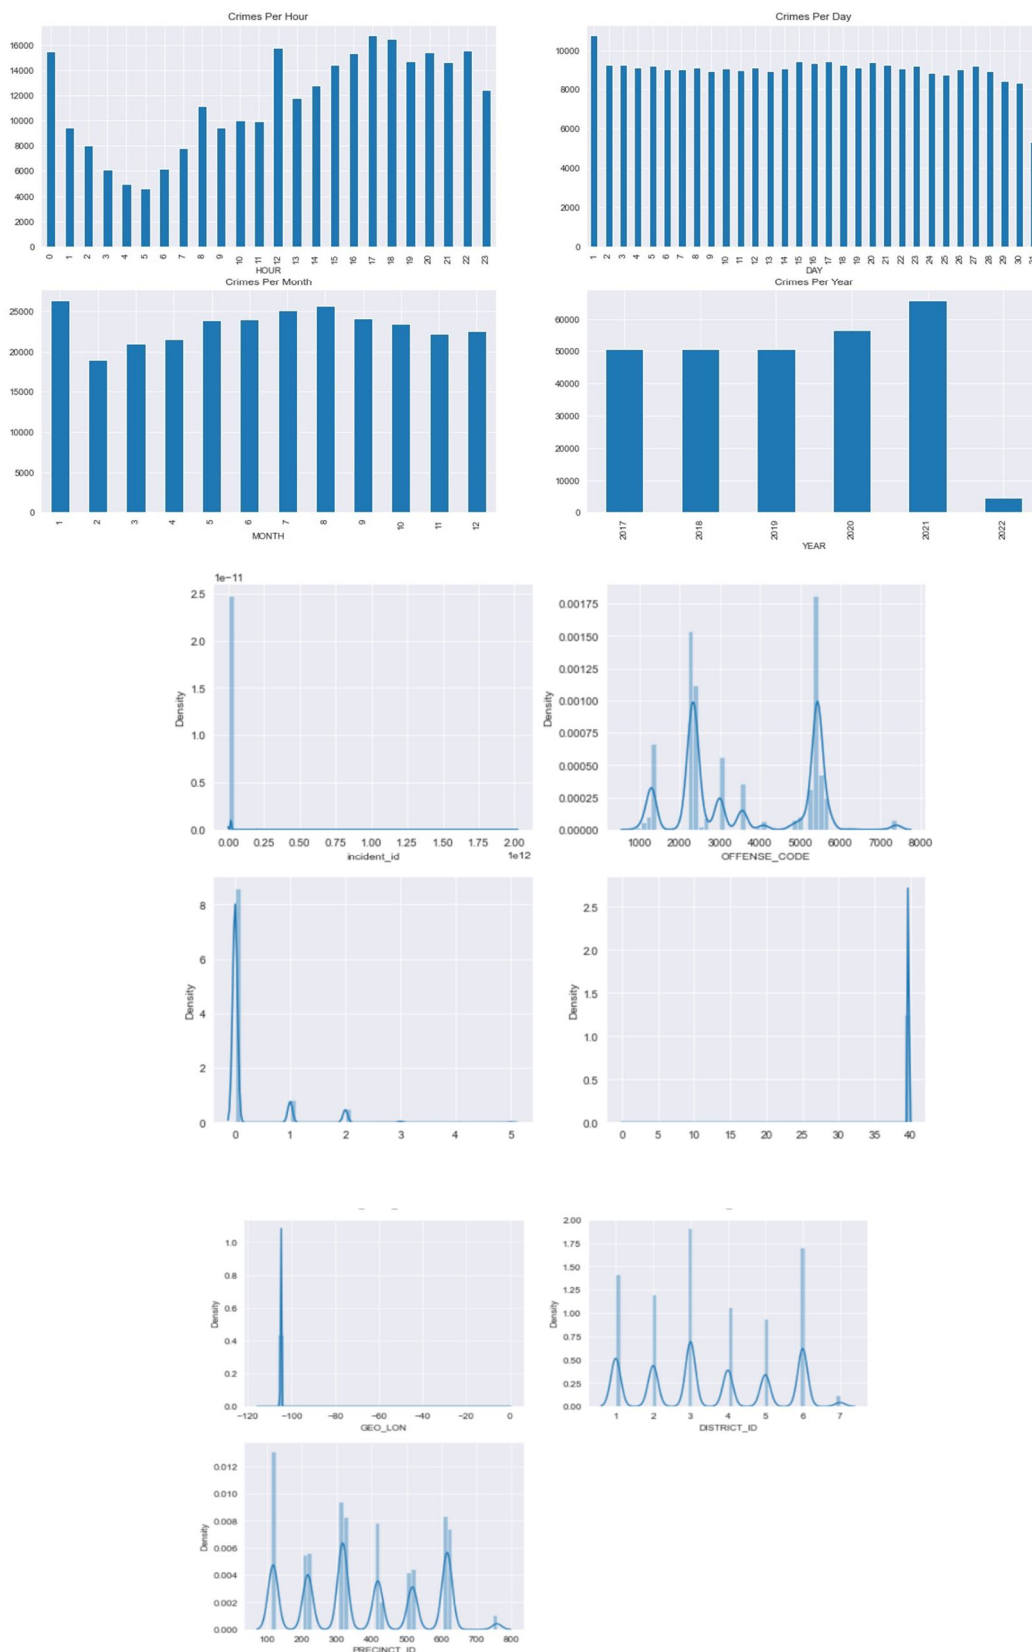 Crimes Per Hour
16000
14000
12000
10000
8000
6000
4000
2000
0
0 1 2 3 4 5 6 7 8 9 10 11 12 13 14 15 16 17 18 19 20 21 22 23
HOUR
Crimes Per Day
10000
8000
6000
4000
2000
0
1 2 3 4 5 6 7 8 9 10 11 12 13 14 15 16 17 18 19 20 21 22 23 24 25 26 27 28 29 30
DAY
Crimes Per Month
25000
20000
15000
10000
5000
0
1 2 3 4 5 6 7 8 9 10 11 12
MONTH
Crimes Per Year
60000
50000
40000
30000
20000
10000
0
2017 2018 2019 2020 2021 2022
YEAR
1e−11
2.5
2.0
1.5
1.0
0.5
0.0
Density
0.00 0.25 0.50 0.75 1.00 1.25 1.50 1.75 2.00
incident_id
1e12
0.00175
0.00150
0.00125
0.00100
0.00075
0.00050
0.00025
0.00000
Density
1000 2000 3000 4000 5000 6000 7000 8000
OFFENSE_CODE
8
6
4
2
0
Density
0 1 2 3 4 5
2.5
2.0
1.5
1.0
0.5
0.0
Density
0 5 10 15 20 25 30 35 40
1.0
0.8
0.6
0.4
0.2
0.0
Density
−120 −100 −80 −60 −40 −20 0
GEO_LON
2.00
1.75
1.50
1.25
1.00
0.75
0.50
0.25
0.00
Density
1 2 3 4 5 6 7
DISTRICT_ID
0.012
0.010
0.008
0.006
0.004
0.002
0.000
Density
100 200 300 400 500 600 700 800
PRECINCT_ID